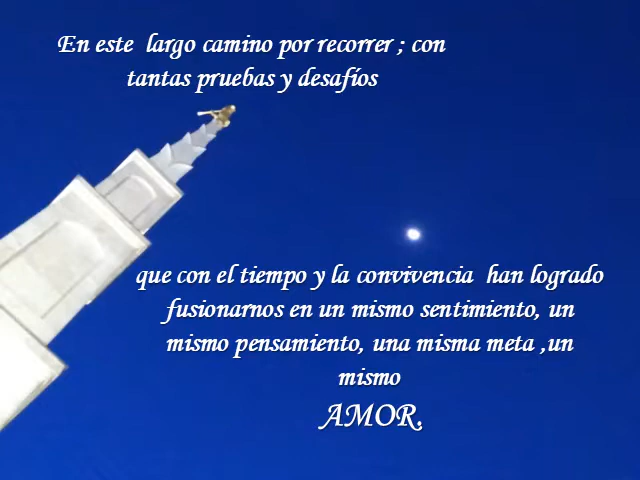 En este largo camino por recorrer ; con
tantas pruebas y desafíos
que con el tiempo y la convivencia han logrado
fusionarnos en un mismo sentimiento, un
mismo pensamiento, una misma meta ,un
mismo
AMOR.